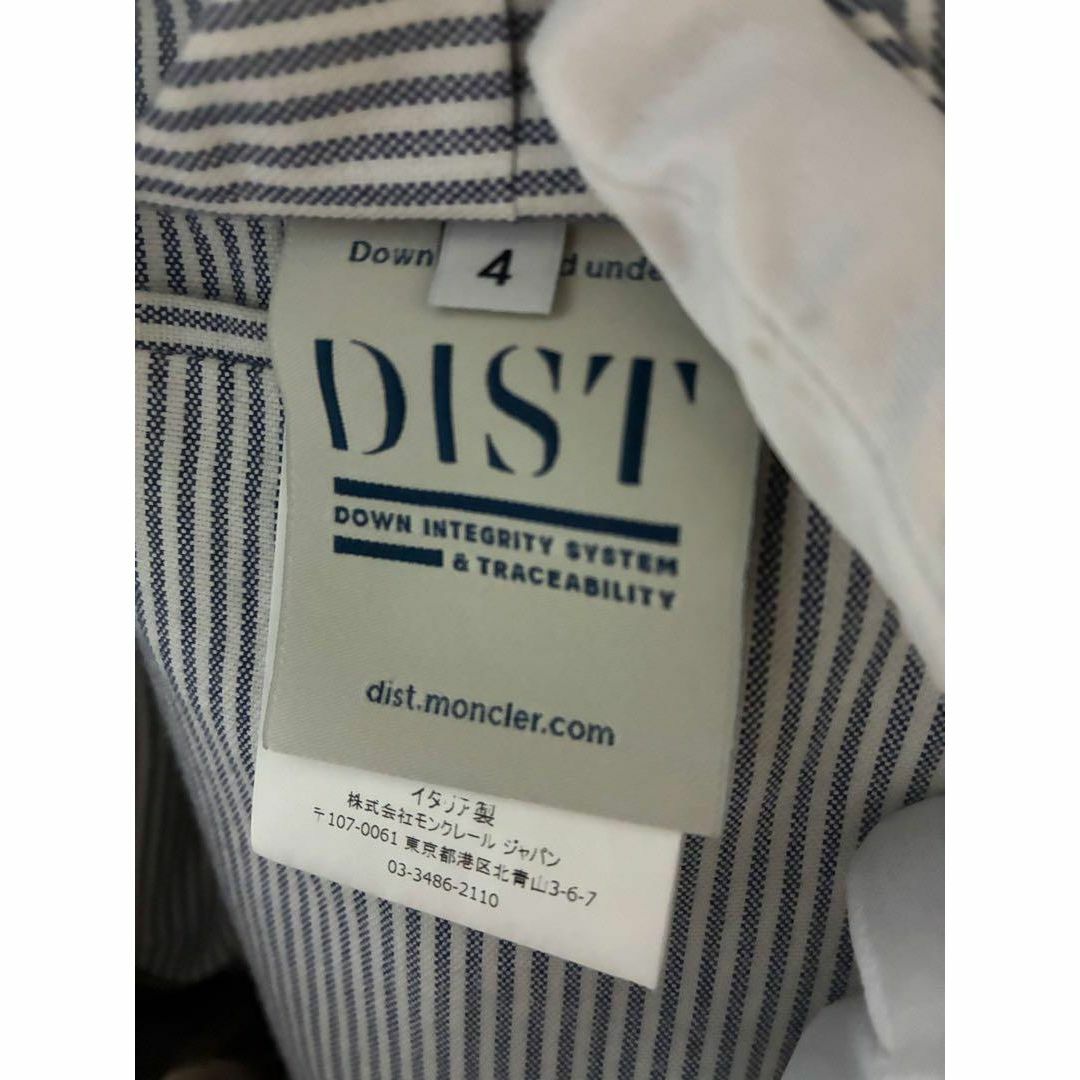 Down
4
DIST
DOWN INTEGRITY SYSTEM
& TRACEABILITY
dist.moncler.com
イタリア製
株式会社モンクレール ジャパン
〒107-0061 東京都港区北青山3-6-7
03-3486-2110